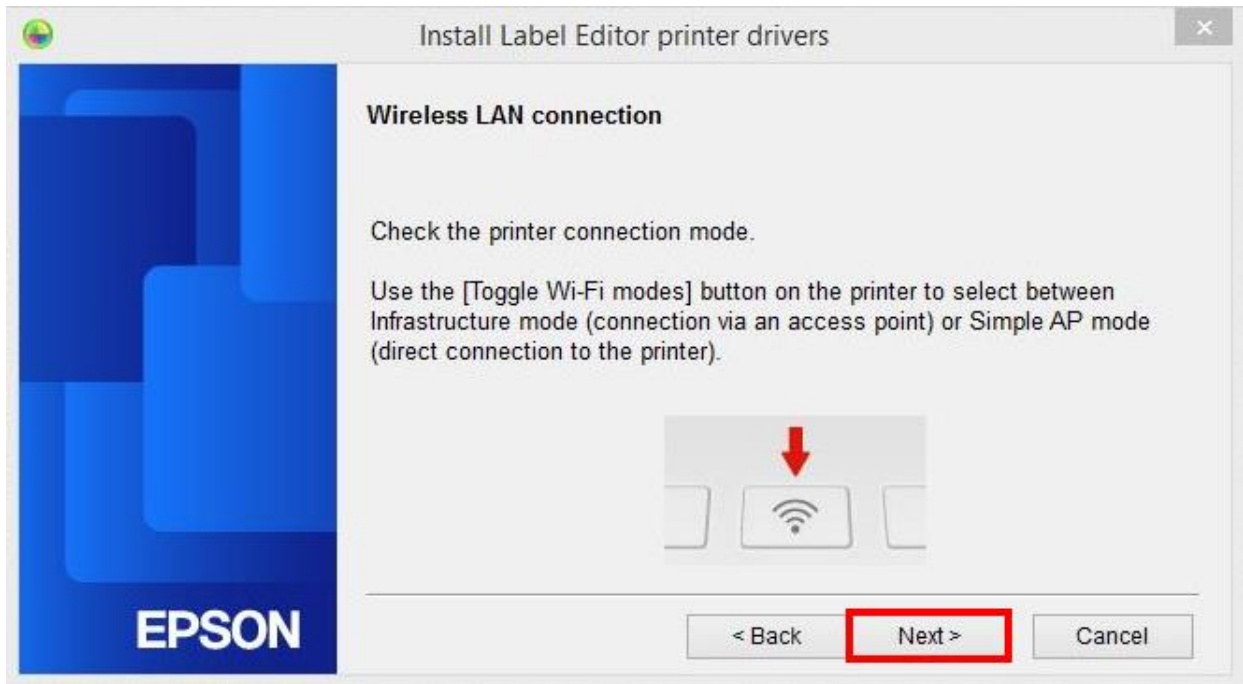 Install Label Editor printer drivers
Wireless LAN connection
Check the printer connection mode.
Use the [Toggle Wi-Fi modes] button on the printer to select between
Infrastructure mode (connection via an access point) or Simple AP mode
(direct connection to the printer).
EPSON
< Back
Next >
Cancel